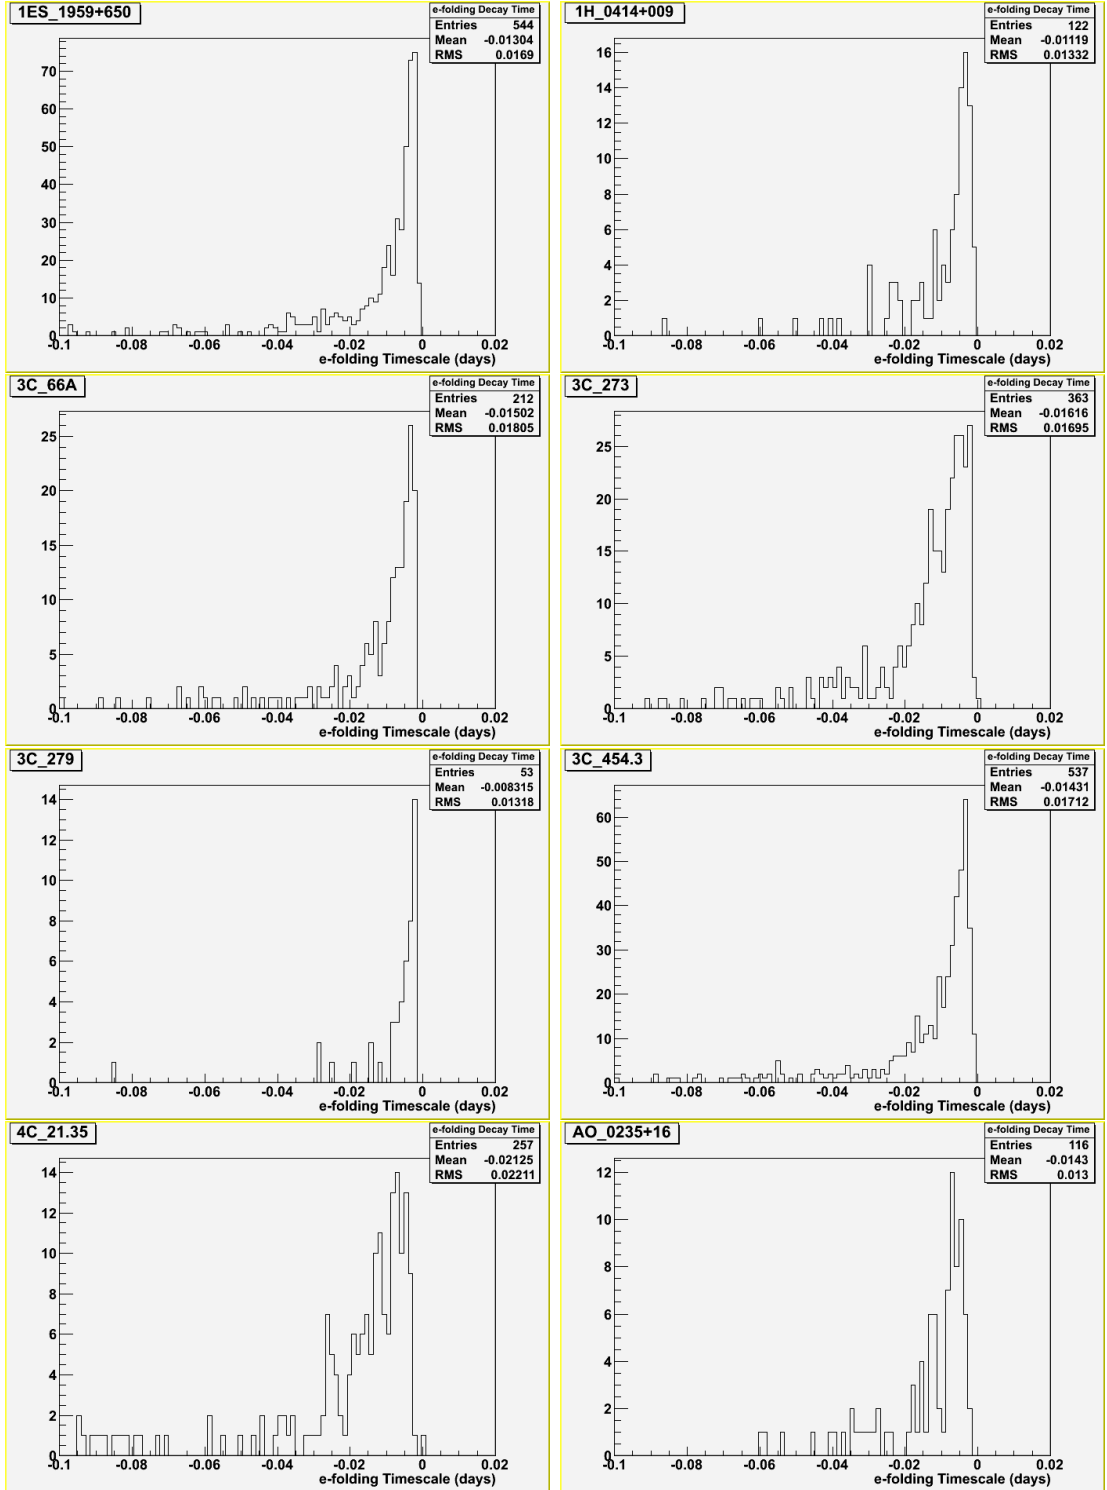 1ES_1959+650
e-folding Decay Time
Entries 544
Mean -0.01304
RMS 0.0169
70
60
50
40
30
20
10
0
-0.1 -0.08 -0.06 -0.04 -0.02 0 0.02
e-folding Timescale (days)
1H_0414+009
e-folding Decay Time
Entries 122
Mean -0.01119
RMS 0.01332
16
14
12
10
8
6
4
2
0
-0.1 -0.08 -0.06 -0.04 -0.02 0 0.02
e-folding Timescale (days)
3C_66A
e-folding Decay Time
Entries 212
Mean -0.01502
RMS 0.01805
25
20
15
10
5
0
-0.1 -0.08 -0.06 -0.04 -0.02 0 0.02
e-folding Timescale (days)
3C_273
e-folding Decay Time
Entries 363
Mean -0.01616
RMS 0.01695
25
20
15
10
5
0
-0.1 -0.08 -0.06 -0.04 -0.02 0 0.02
e-folding Timescale (days)
3C_279
e-folding Decay Time
Entries 53
Mean -0.008315
RMS 0.01318
14
12
10
8
6
4
2
0
-0.1 -0.08 -0.06 -0.04 -0.02 0 0.02
e-folding Timescale (days)
3C_454.3
e-folding Decay Time
Entries 537
Mean -0.01431
RMS 0.01712
60
50
40
30
20
10
0
-0.1 -0.08 -0.06 -0.04 -0.02 0 0.02
e-folding Timescale (days)
4C_21.35
e-folding Decay Time
Entries 257
Mean -0.02125
RMS 0.02211
14
12
10
8
6
4
2
0
-0.1 -0.08 -0.06 -0.04 -0.02 0 0.02
e-folding Timescale (days)
AO_0235+16
e-folding Decay Time
Entries 116
Mean -0.0143
RMS 0.013
12
10
8
6
4
2
0
-0.1 -0.08 -0.06 -0.04 -0.02 0 0.02
e-folding Timescale (days)